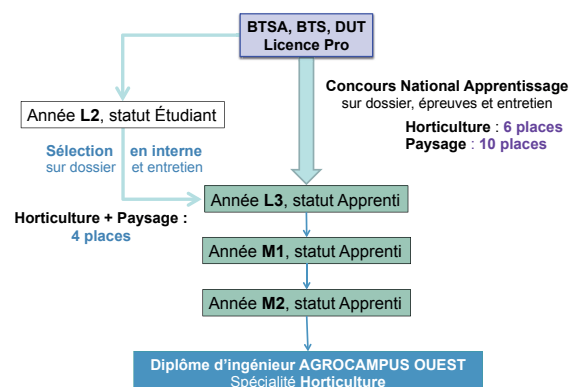 BTSA, BTS, DUT
Licence Pro
Concours National Apprentissage
sur dossier, épreuves et entretien
Horticulture : 6 places
Paysage : 10 places
Année L2, statut Étudiant
Sélection en interne
sur dossier et entretien
Année L3, statut Apprenti
Horticulture + Paysage :
4 places
Année M1, statut Apprenti
Année M2, statut Apprenti
Diplôme d'ingénieur AGROCAMPUS OUEST
Spécialité Horticulture